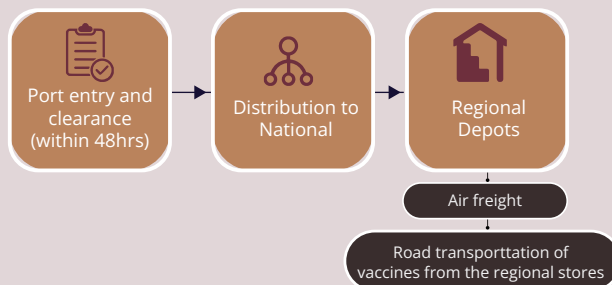 Port entry and
clearance
(within 48hrs)
Distribution to
National
Regional
Depots
Air freight
Road transporttation of
vaccines from the regional stores